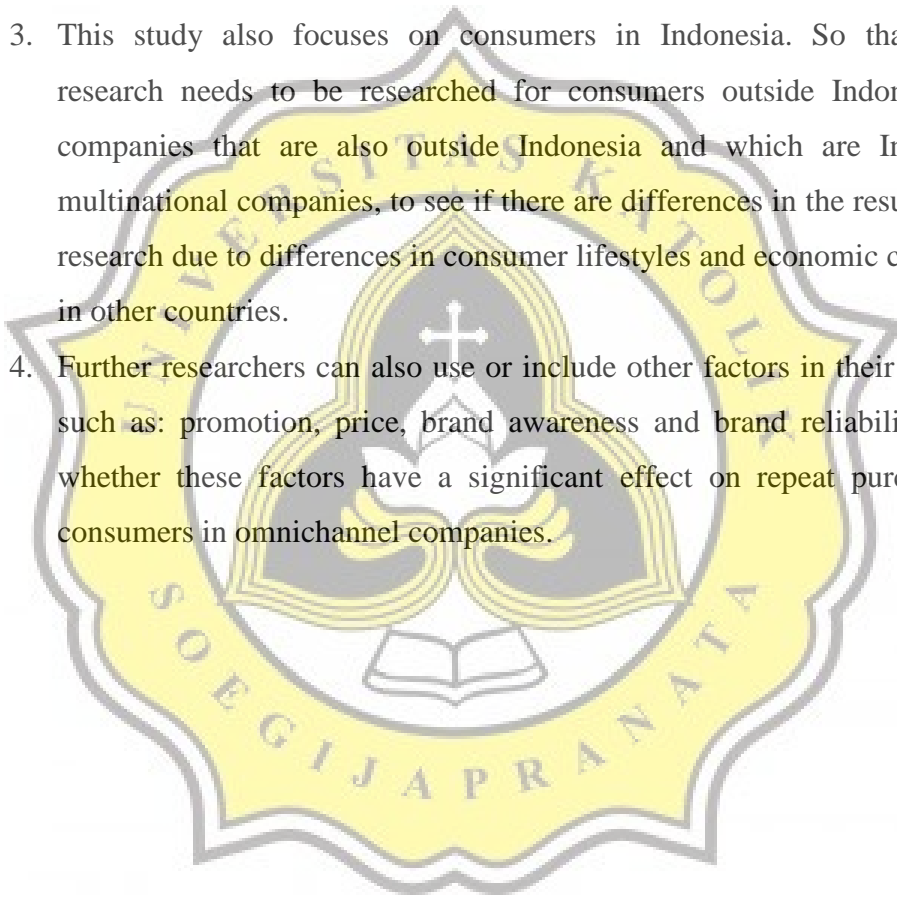 3. This study also focuses on consumers in Indonesia. So tha
research needs to be researched for consumers outside Indo
companies that are also outside Indonesia and which are In
multinational companies, to see if there are differences in the resu
research due to differences in consumer lifestyles and economic c
in other countries.
4. Further researchers can also use or include other factors in their
such as: promotion, price, brand awareness and brand reliabili
whether these factors have a significant effect on repeat pur
consumers in omnichannel companies.
UNIVERSITAS KATOLIK
SOEGIJAPRANATA